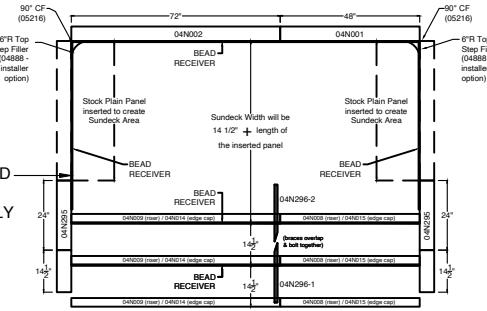 90° CF
(05216)
72"
48"
90° CF
(05216)
04N002
04N001
6"R Top
Step Filler
(04888 -
installer
option)
6"R Top
Step Fi
(04888
installer
option)
BEAD
RECEIVER
Stock Plain Panel
inserted to create
Sundeck Area
Sundeck Width will be
14 1/2" + length of
the inserted panel
Stock Plain Panel
inserted to create
Sundeck Area
BEAD
RECEIVER
BEAD
RECEIVER
D
LY
BEAD
RECEIVER
04N296-2
24"
04N295
04N295
24"
04N009 (riser) / 04N014 (edge cap)
04N008 (riser) / 04N015 (edge cap)
14 1/2"
(braces overlap
& bolt together)
04N009 (riser) / 04N014 (edge cap)
04N008 (riser) / 04N015 (edge cap)
14 1/2"
BEAD
RECEIVER
14 1/2"
04N296-1
14 1/2"
04N009 (riser) / 04N014 (edge cap)
04N008 (riser) / 04N015 (edge cap)